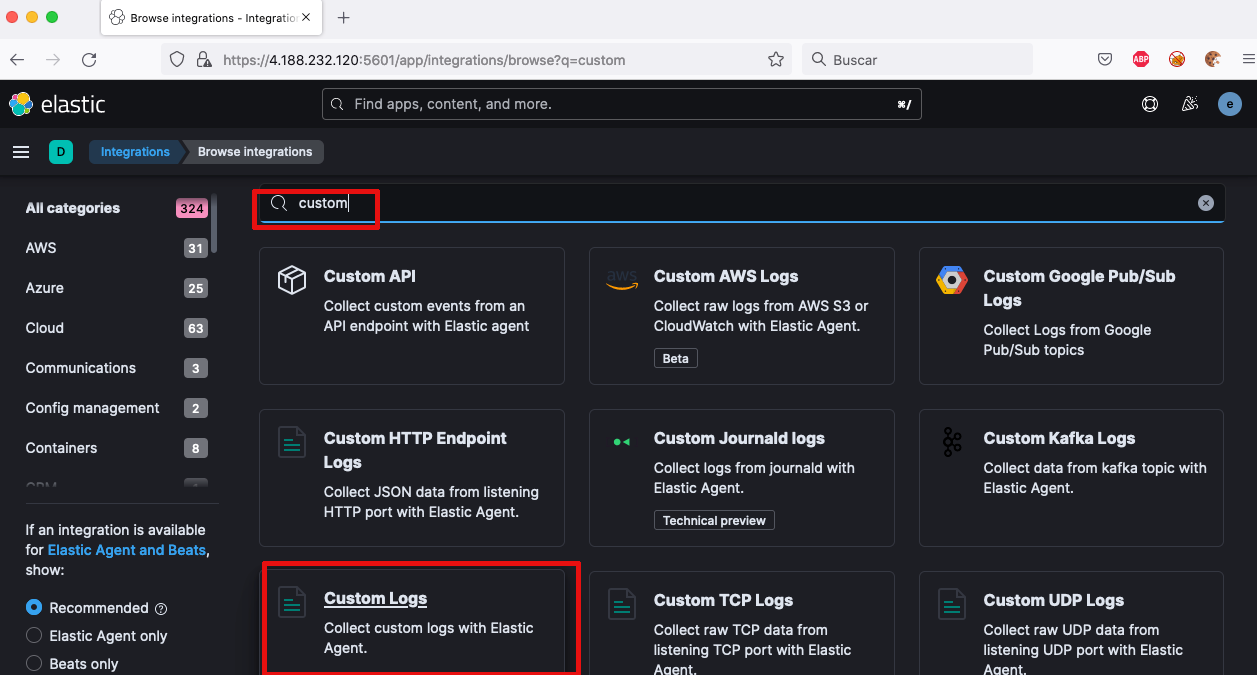 Browse integrations - Integratio
https://4.188.232.120:5601/app/integrations/browse?q=custom
Buscar
ABP
elastic
Find apps, content, and more.
⌘/
e
D
Integrations
Browse integrations
All categories
324
AWS
31
Azure
25
Cloud
63
Communications
3
Config management
2
Containers
8
CRM
If an integration is available
for Elastic Agent and Beats,
show:
Recommended
Elastic Agent only
Beats only
custom
Custom API
Collect custom events from an
API endpoint with Elastic agent
aws
Custom AWS Logs
Collect raw logs from AWS S3 or
CloudWatch with Elastic Agent.
Beta
Custom Google Pub/Sub
Logs
Collect Logs from Google
Pub/Sub topics
Custom HTTP Endpoint
Logs
Collect JSON data from listening
HTTP port with Elastic Agent.
Custom Journald logs
Collect logs from journald with
Elastic Agent.
Technical preview
Custom Kafka Logs
Collect data from kafka topic with
Elastic Agent.
Custom Logs
Collect custom logs with Elastic
Agent.
Custom TCP Logs
Collect raw TCP data from
listening TCP port with Elastic
Agent.
Custom UDP Logs
Collect raw UDP data from
listening UDP port with Elastic
Agent.